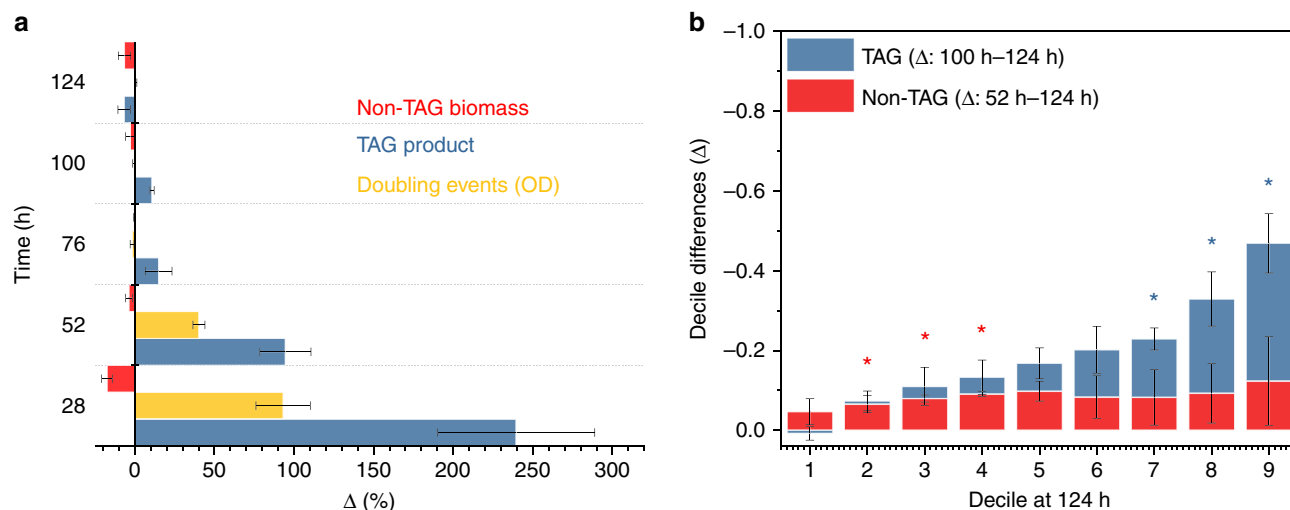 a
Time (h)
124
100
76
52
28
Non-TAG biomass
TAG product
Doubling events (OD)
0 50 100 150 200 250 300
Δ (%)
b
Decile differences (Δ)
–1.0
–0.8
–0.6
–0.4
–0.2
0.0
TAG (Δ: 100 h–124 h)
Non-TAG (Δ: 52 h–124 h)
* * * * * *
1 2 3 4 5 6 7 8 9
Decile at 124 h